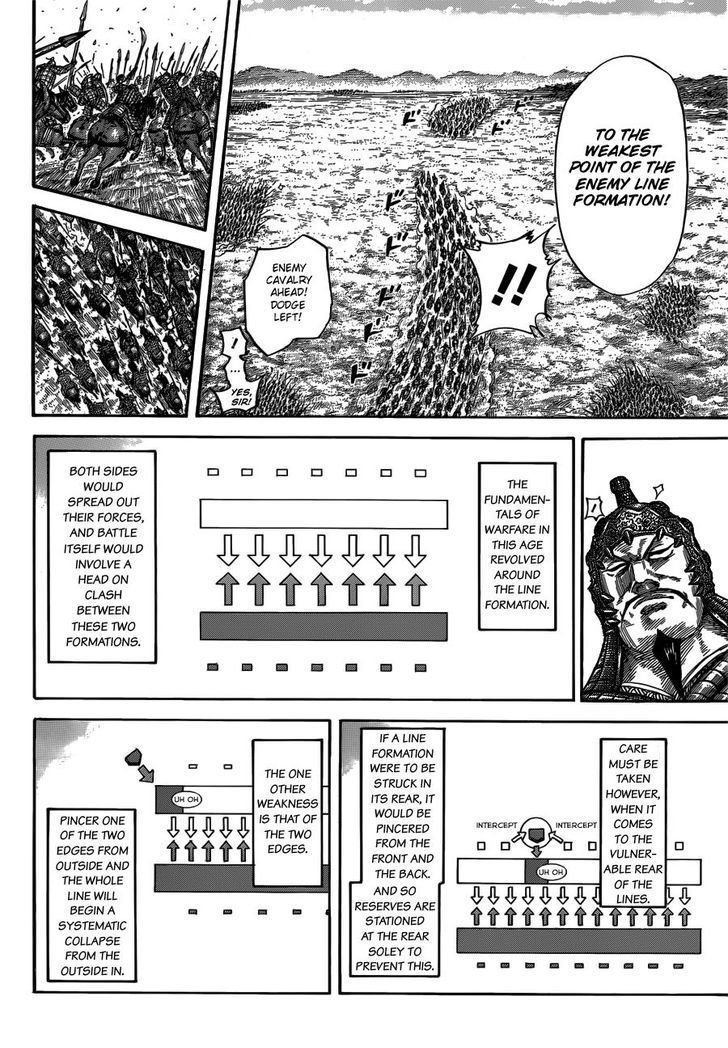 TO THE
WEAKEST
POINT OF THE
ENEMY LINE
FORMATION!
!!
ド
ド
ド
ド
ド
ENEMY
CAVALRY
AHEAD!
DODGE
LEFT!
!
...
YES,
SIR!
!
THE
FUNDAMEN-
TALS OF
WARFARE IN
THIS AGE
REVOLVED
AROUND
THE LINE
FORMATION.
BOTH SIDES
WOULD
SPREAD OUT
THEIR FORCES,
AND BATTLE
ITSELF WOULD
INVOLVE A
HEAD ON
CLASH
BETWEEN
THESE TWO
FORMATIONS.
CARE
MUST BE
TAKEN
HOWEVER,
WHEN IT
COMES
TO THE
VULNER-
ABLE REAR
OF THE
LINES.
INTERCEPT
INTERCEPT
UH OH
IF A LINE
FORMATION
WERE TO BE
STRUCK IN
ITS REAR, IT
WOULD BE
PINCERED
FROM THE
FRONT AND
THE BACK.
AND SO
RESERVES ARE
STATIONED
AT THE REAR
SOLEY TO
PREVENT THIS.
THE ONE
OTHER
WEAKNESS
IS THAT OF
THE TWO
EDGES.
UH OH
PINCER ONE
OF THE TWO
EDGES FROM
OUTSIDE AND
THE WHOLE
LINE WILL
BEGIN A
SYSTEMATIC
COLLAPSE
FROM THE
OUTSIDE IN.